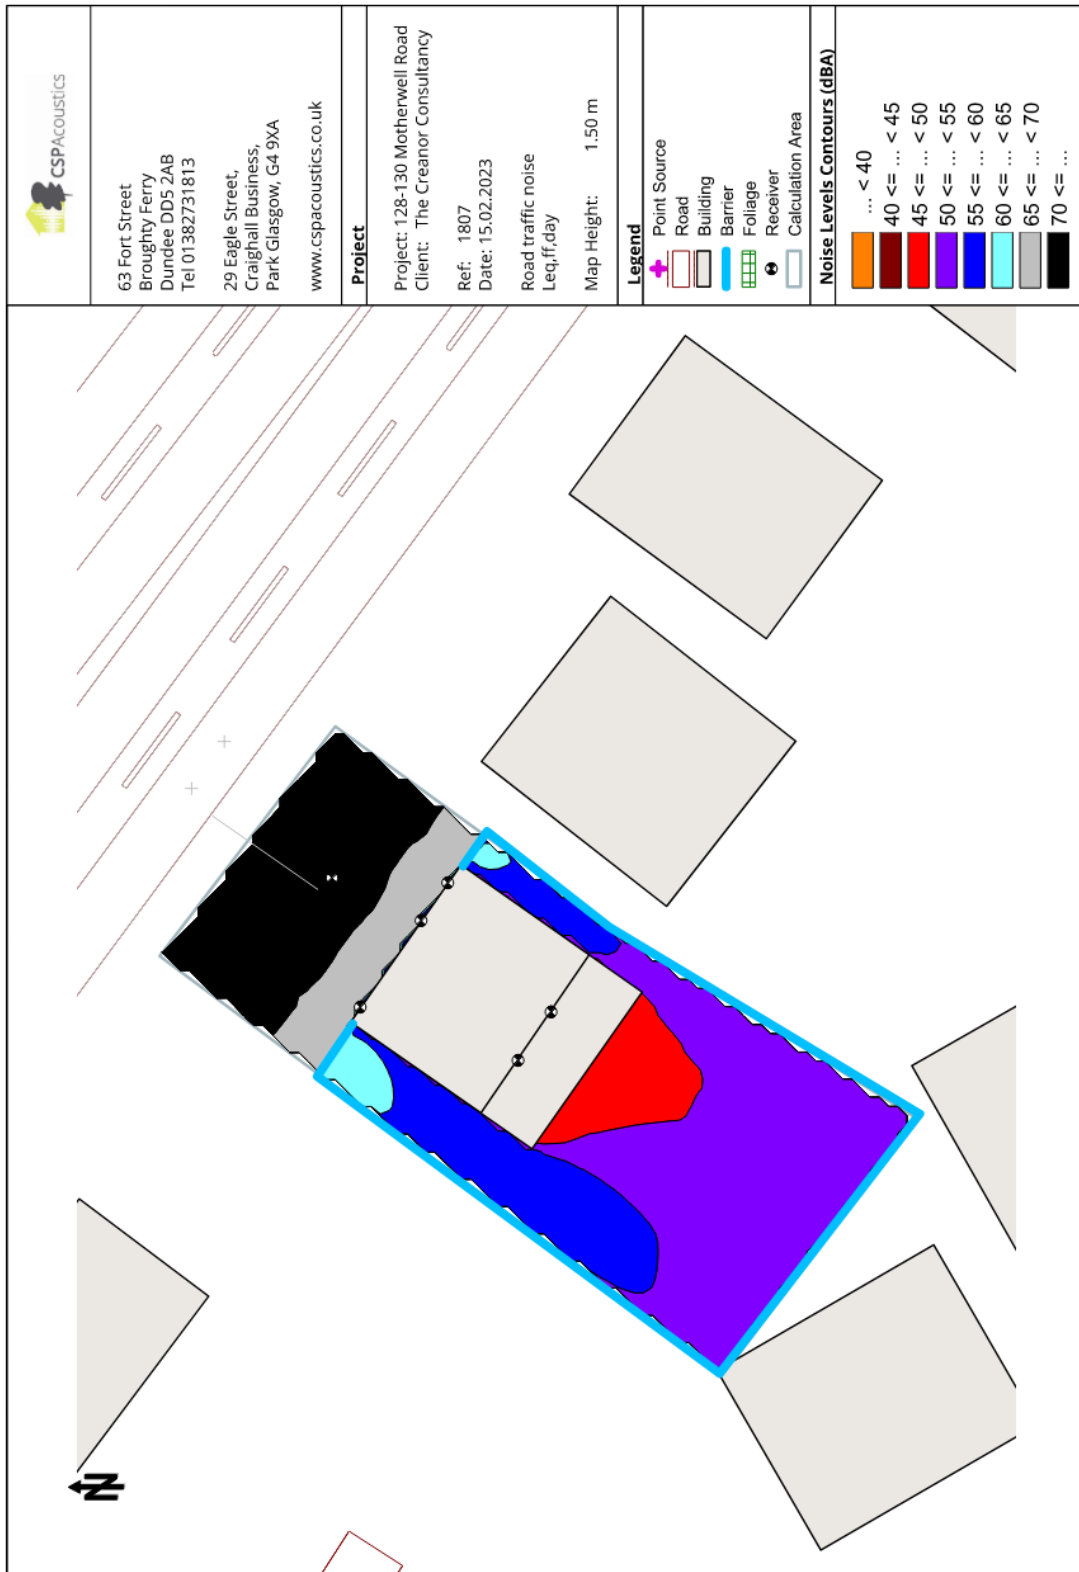 CSPAcoustics
63 Fort Street
Broughty Ferry
Dundee DD5 2AB
Tel 01382731813
29 Eagle Street,
Craighall Business,
Park Glasgow, G4 9XA
www.cspacoustics.co.uk
Project
Project: 128-130 Motherwell Road
Client: The Creanor Consultancy
Ref: 1807
Date: 15.02.2023
Road traffic noise
Leq,ff,day
Map Height: 1.50 m
Legend
Point Source
Road
Building
Barrier
Foliage
Receiver
Calculation Area
Noise Levels Contours (dBA)
... < 40
40 <= ... < 45
45 <= ... < 50
50 <= ... < 55
55 <= ... < 60
60 <= ... < 65
65 <= ... < 70
70 <= ...
N